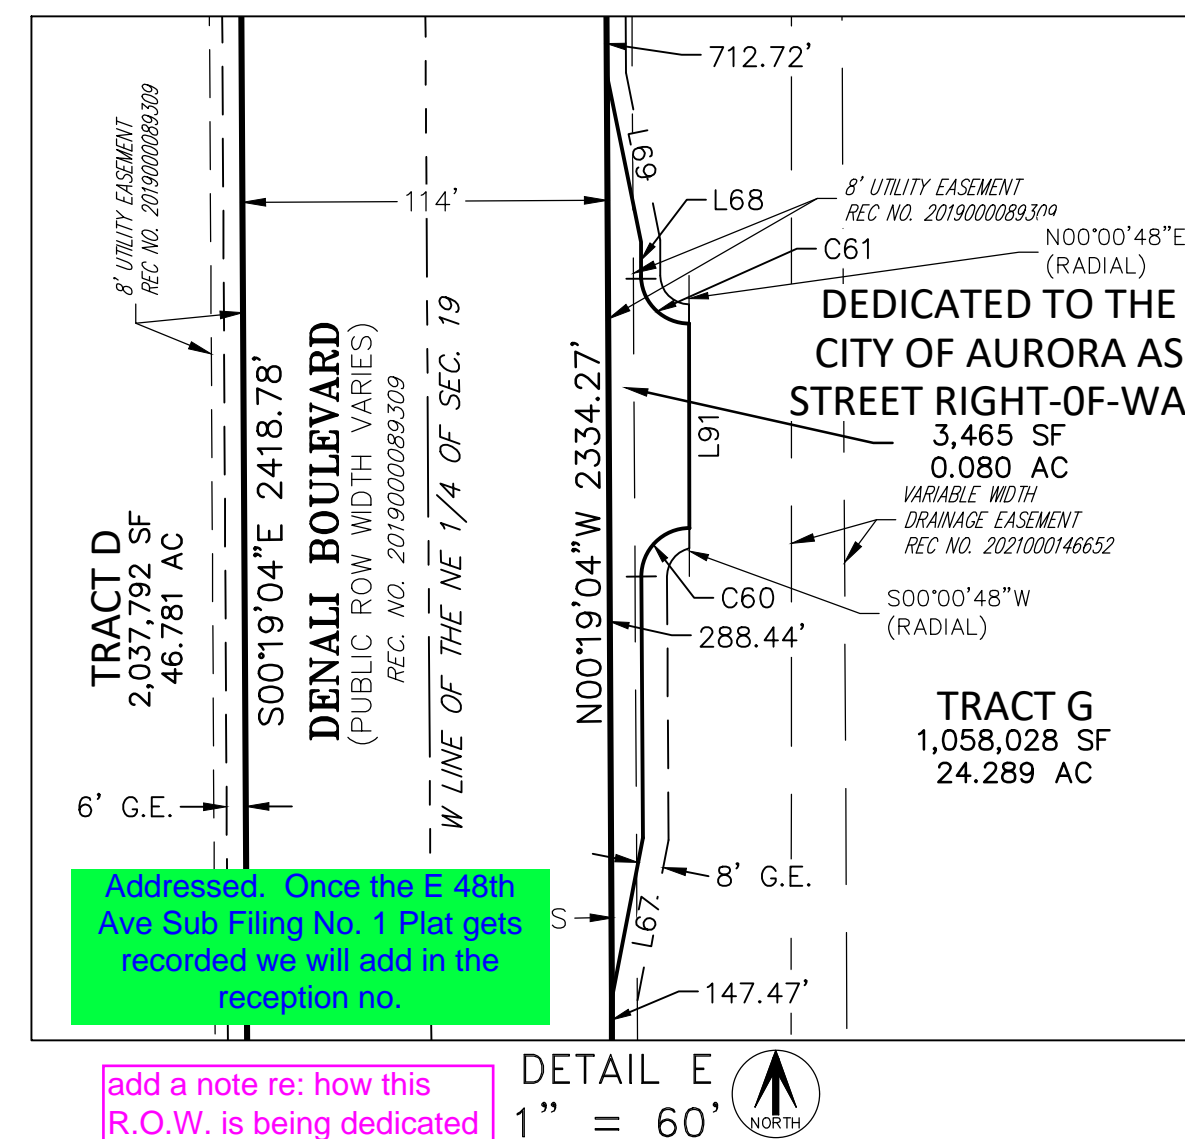 712.72'
8' UTILITY EASEMENT
REC NO. 2019000089309
L69
114'
L68
8' UTILITY EASEMENT
REC NO. 2019000089309
C61
N00°00'48"E
(RADIAL)
DEDICATED TO THE
CITY OF AURORA AS
STREET RIGHT-0F-WA
3,465 SF
0.080 AC
L91
VARIABLE WIDTH
DRAINAGE EASEMENT
REC NO. 2021000146652
TRACT D
2,037,792 SF
46.781 AC
S00°19'04"E 2418.78'
DENALI BOULEVARD
(PUBLIC ROW WIDTH VARIES)
REC. NO. 2019000089309
W LINE OF THE NE 1/4 OF SEC. 19
N00°19'04"W 2334.27'
C60
S00°00'48"W
(RADIAL)
288.44'
TRACT G
1,058,028 SF
24.289 AC
6' G.E.
8' G.E.
L67
S
147.47'
Addressed. Once the E 48th
Ave Sub Filing No. 1 Plat gets
recorded we will add in the
reception no.
add a note re: how this
R.O.W. is being dedicated
DETAIL E
1" = 60'
NORTH